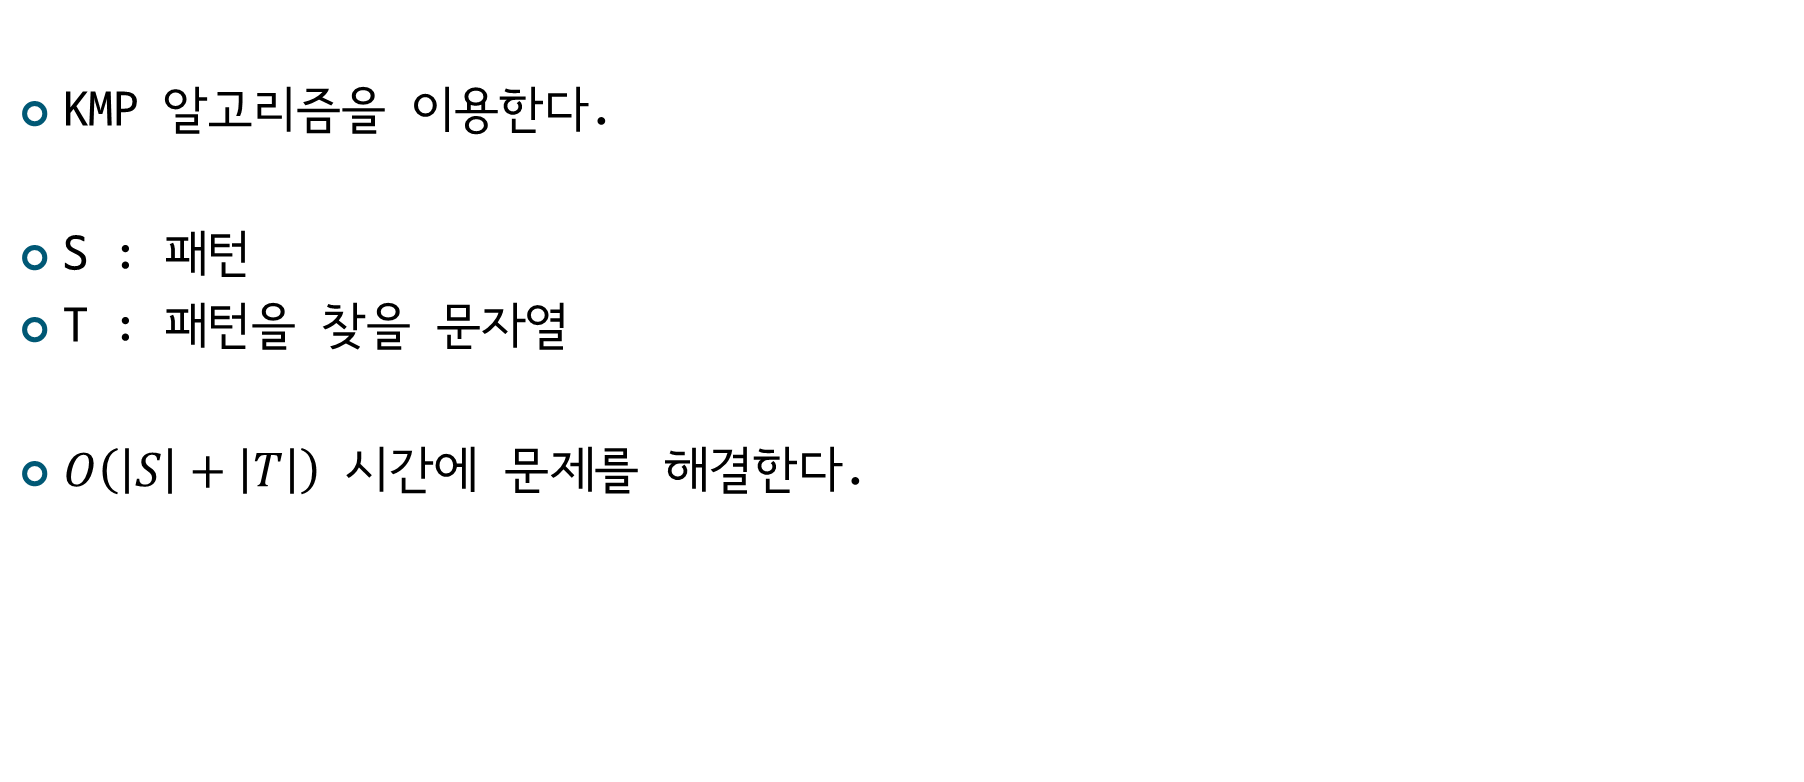 KMP 알고리즘을 이용한다.
S : 패턴
T : 패턴을 찾을 문자열
O(|S| + |T|) 시간에 문제를 해결한다.